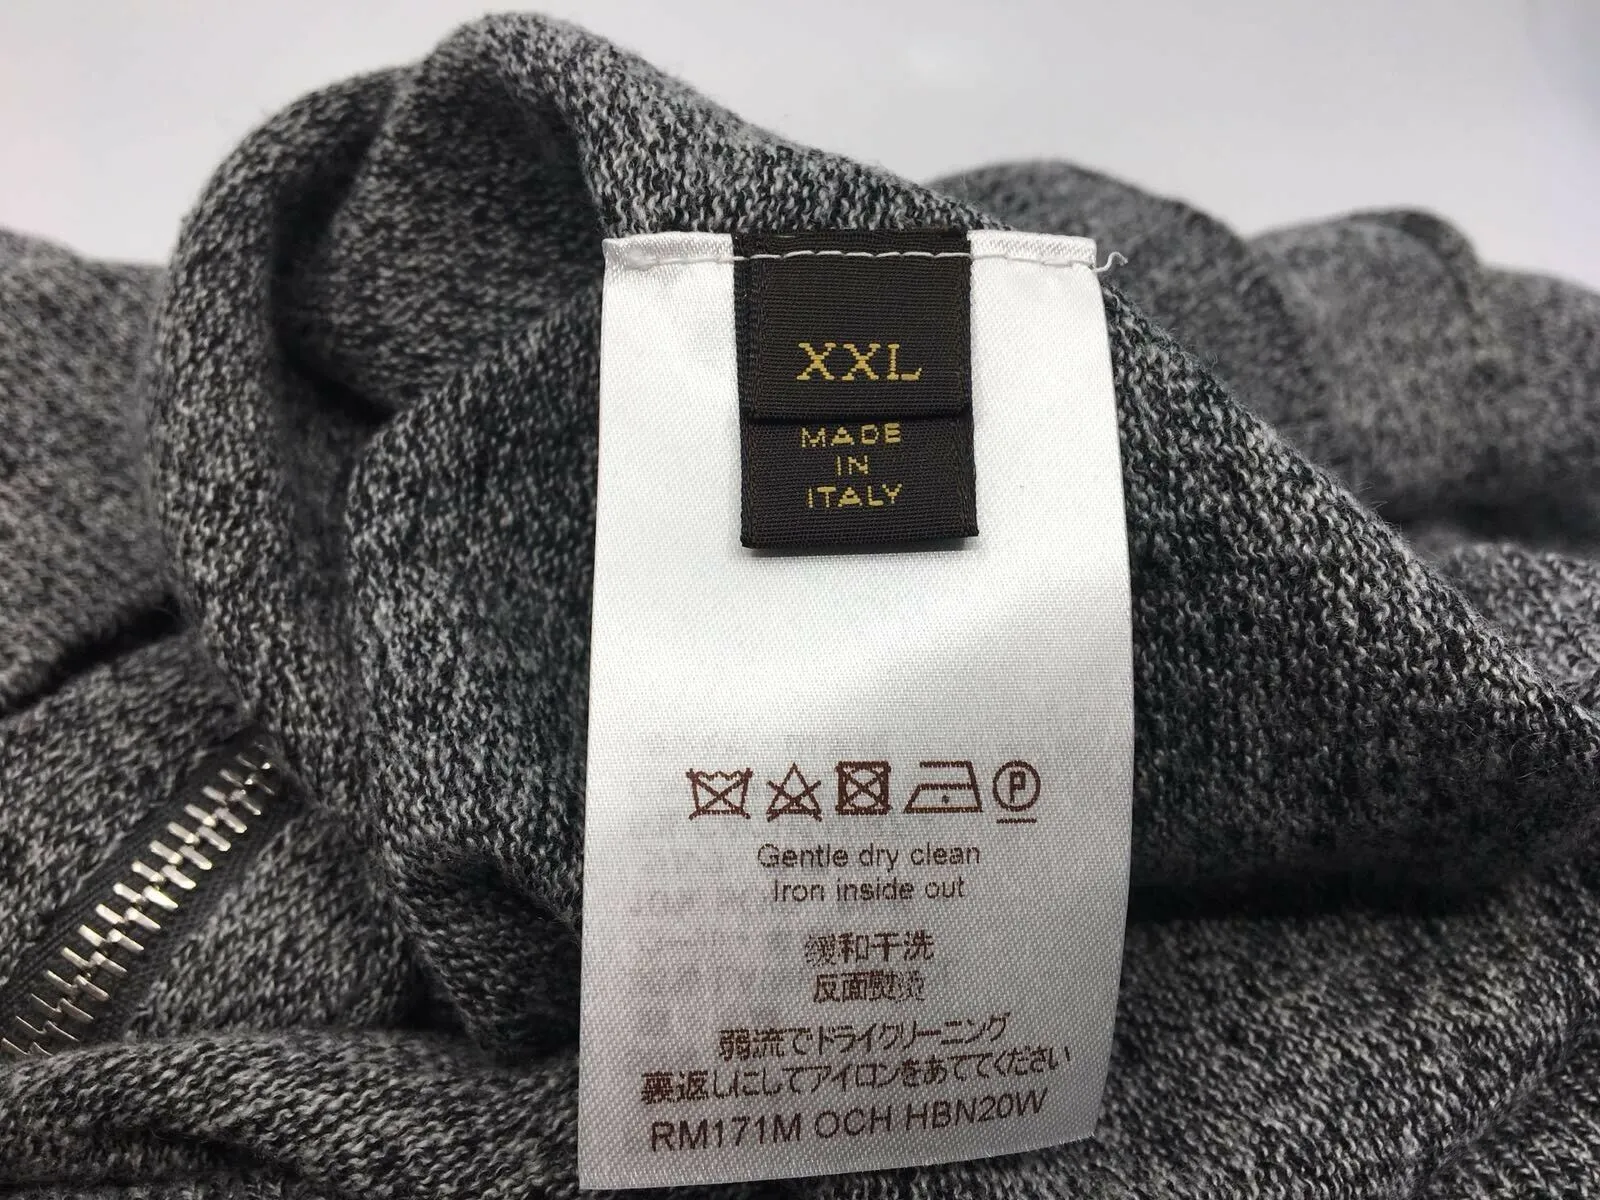 XXL
MADE
IN
ITALY
P
Gentle dry clean
Iron inside out
缓和干洗
反面熨烫
弱流でドライクリーニング
裏返しにしてアイロンをあててください
RM171M OCH HBN20W